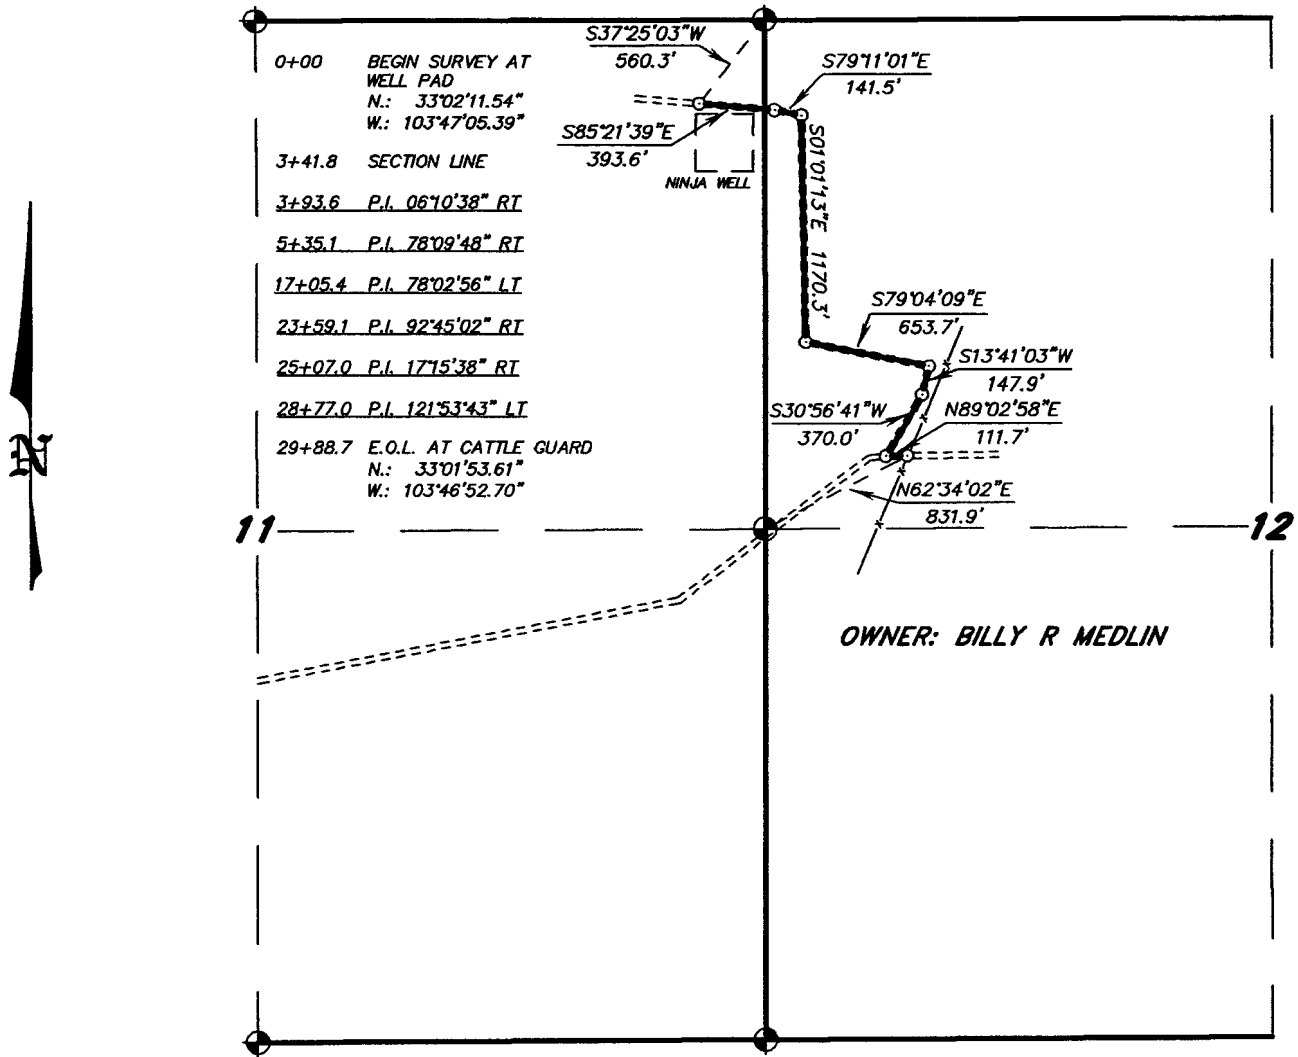 0+00 BEGIN SURVEY AT
WELL PAD
N.: 33°02'11.54"
W.: 103°47'05.39"
3+41.8 SECTION LINE
3+93.6 P.I. 06°10'38" RT
5+35.1 P.I. 78°09'48" RT
17+05.4 P.I. 78°02'56" LT
23+59.1 P.I. 92°45'02" RT
25+07.0 P.I. 17°15'38" RT
28+77.0 P.I. 121°53'43" LT
29+88.7 E.O.L. AT CATTLE GUARD
N.: 33°01'53.61"
W.: 103°46'52.70"
S37°25'03"W
560.3'
S79°11'01"E
141.5'
S85°21'39"E
393.6'
NINJA WELL
S01°01'13"E 1170.3'
S79°04'09"E
653.7'
S13°41'03"W
147.9'
S30°56'41"W
370.0'
N89°02'58"E
111.7'
N62°34'02"E
831.9'
N
11
12
OWNER: BILLY R MEDLIN